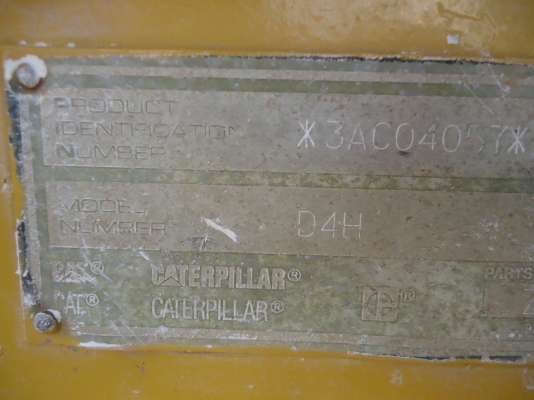 PRODUCT
IDENTIFICATION
NUMBER
*3AC04057*
MODEL
NUMBER
D4H
CAT® CATERPILLAR®
CAT® CATERPILLAR® ®
PARTS